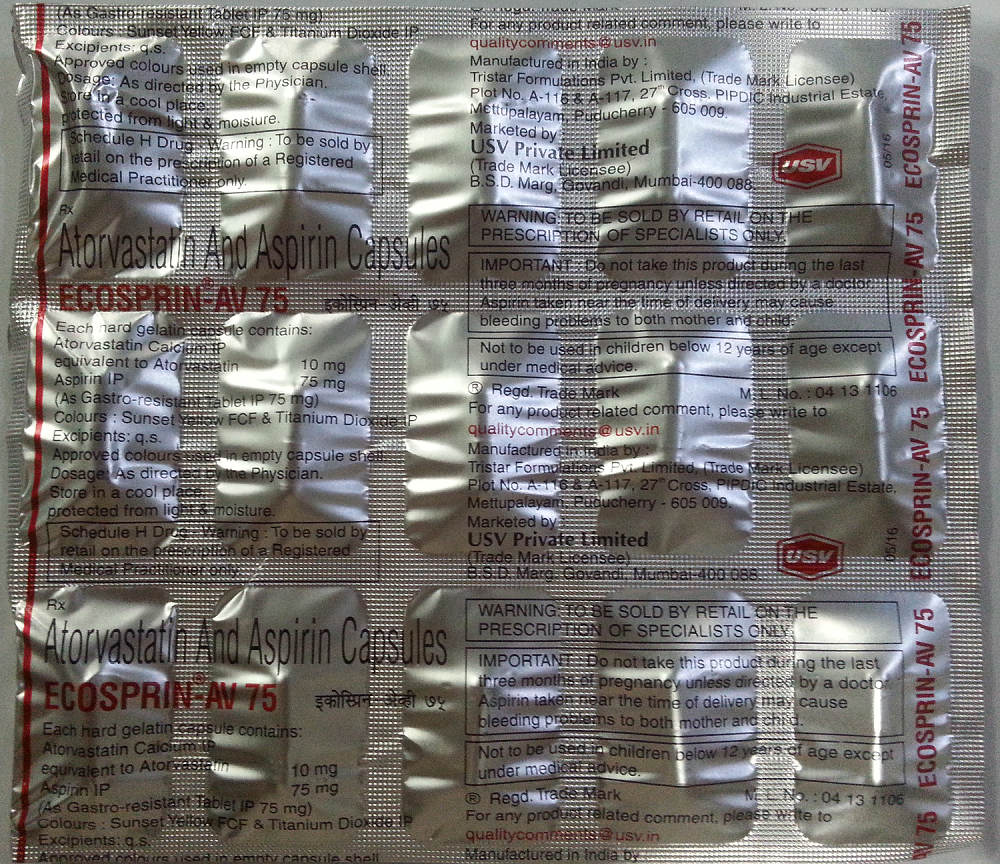 (As Gastro-resistant Tablet IP 75 mg)
Colours : Sunset Yellow FCF & Titanium Dioxide IP
Excipients: q.s.
Approved colours used in empty capsule shell.
Dosage: As directed by the Physician.
Store in a cool place,
protected from light & moisture.
Schedule H Drug : Warning : To be sold by
retail on the prescription of a Registered
Medical Practitioner only.
® Regd. Trade Mark
For any product related comment, please write to
qualitycomments@usv.in
Manufactured in India by :
Tristar Formulations Pvt. Limited, (Trade Mark Licensee)
Plot No. A-116 & A-117, 27th Cross, PIPDIC Industrial Estate,
Mettupalayam, Puducherry - 605 009.
Marketed by
USV Private Limited
(Trade Mark Licensee)
B.S.D. Marg, Govandi, Mumbai-400 088.
USV
05/16
ECOSPRIN-AV 75
Rx
Atorvastatin And Aspirin Capsules
ECOSPRIN®-AV 75 इकोस्प्रिन-अ‍ेव्ही ७५
Each hard gelatin capsule contains:
Atorvastatin Calcium IP
equivalent to Atorvastatin 10 mg
Aspirin IP 75 mg
(As Gastro-resistant Tablet IP 75 mg)
Colours : Sunset Yellow FCF & Titanium Dioxide IP
Excipients: q.s.
Approved colours used in empty capsule shell.
Dosage: As directed by the Physician.
Store in a cool place,
protected from light & moisture.
Schedule H Drug : Warning : To be sold by
retail on the prescription of a Registered
Medical Practitioner only.
WARNING: TO BE SOLD BY RETAIL ON THE
PRESCRIPTION OF SPECIALISTS ONLY.
IMPORTANT : Do not take this product during the last
three months of pregnancy unless directed by a doctor.
Aspirin taken near the time of delivery may cause
bleeding problems to both mother and child.
Not to be used in children below 12 years of age except
under medical advice.
® Regd. Trade Mark M. L. No. : 04 13 1106
For any product related comment, please write to
qualitycomments@usv.in
Manufactured in India by :
Tristar Formulations Pvt. Limited, (Trade Mark Licensee)
Plot No. A-116 & A-117, 27th Cross, PIPDIC Industrial Estate,
Mettupalayam, Puducherry - 605 009.
Marketed by
USV Private Limited
(Trade Mark Licensee)
B.S.D. Marg, Govandi, Mumbai-400 088.
USV
05/16
ECOSPRIN-AV 75
ECOSPRIN-AV 75
ECOSPRIN-AV 75
Rx
Atorvastatin And Aspirin Capsules
ECOSPRIN®-AV 75 इकोस्प्रिन-अ‍ेव्ही ७५
Each hard gelatin capsule contains:
Atorvastatin Calcium IP
equivalent to Atorvastatin 10 mg
Aspirin IP 75 mg
(As Gastro-resistant Tablet IP 75 mg)
Colours : Sunset Yellow FCF & Titanium Dioxide IP
Excipients: q.s.
Approved colours used in empty capsule shell.
WARNING: TO BE SOLD BY RETAIL ON THE
PRESCRIPTION OF SPECIALISTS ONLY.
IMPORTANT : Do not take this product during the last
three months of pregnancy unless directed by a doctor.
Aspirin taken near the time of delivery may cause
bleeding problems to both mother and child.
Not to be used in children below 12 years of age except
under medical advice.
® Regd. Trade Mark M. L. No. : 04 13 1106
For any product related comment, please write to
qualitycomments@usv.in
Manufactured in India by :
ECOSPRIN-AV 75
V 75